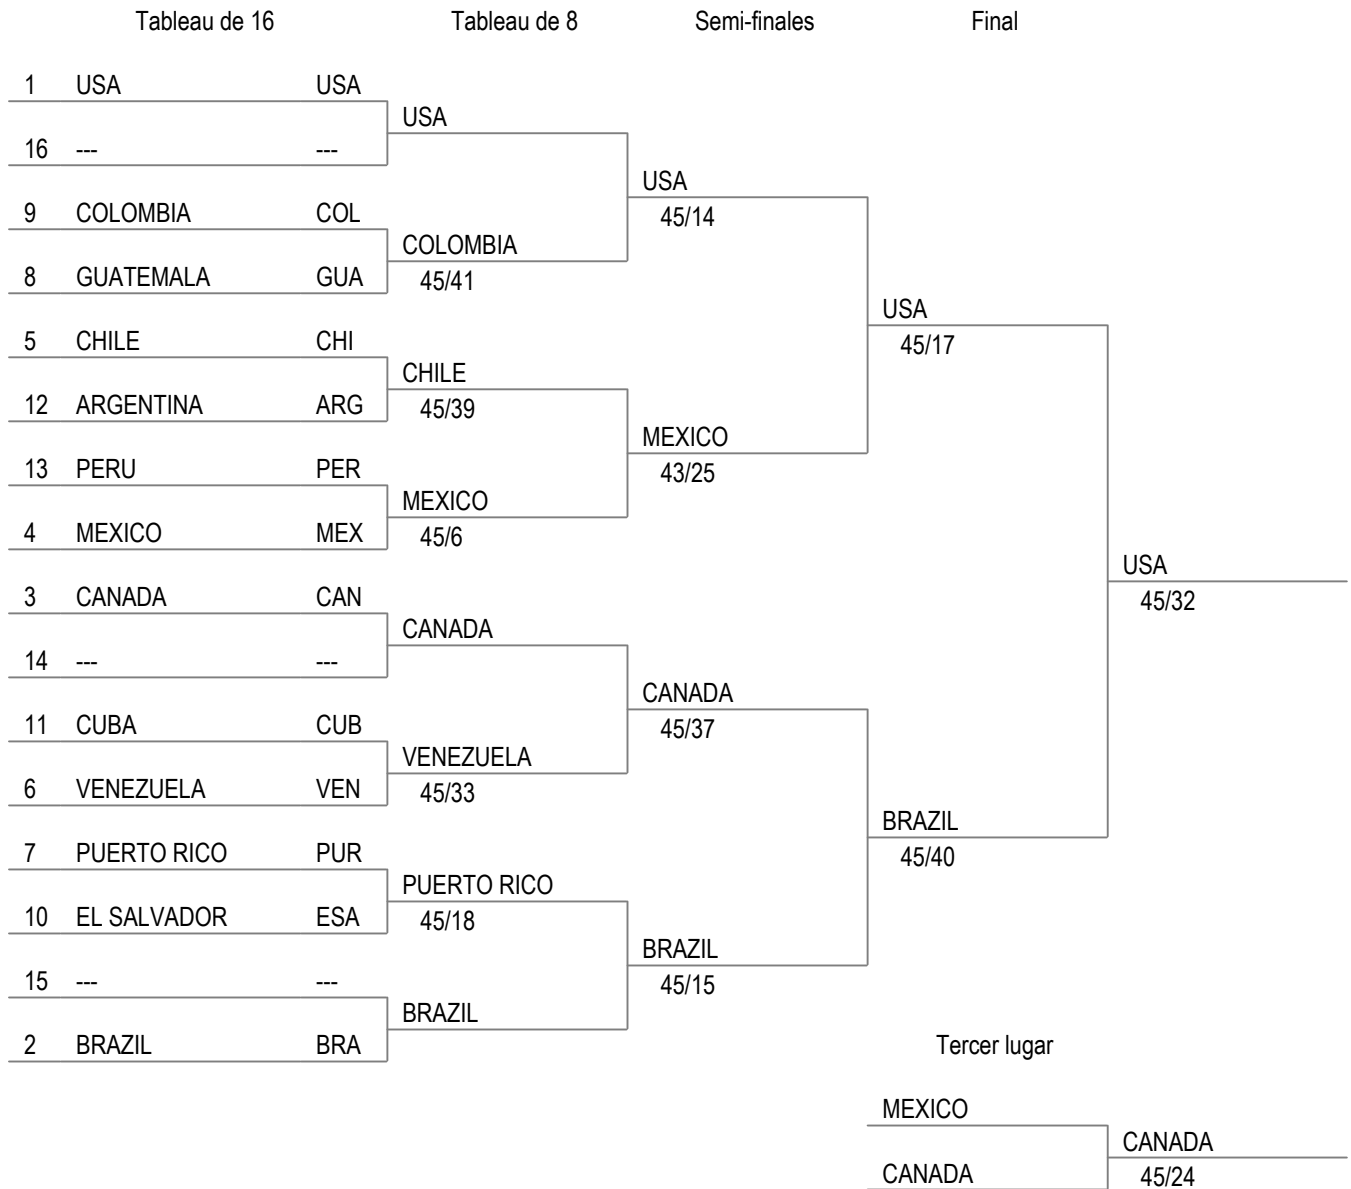 Tableau de 16 Tableau de 8 Semi-finales Final
1 USA USA
USA
16 --- ---
USA
9 COLOMBIA COL
45/14
COLOMBIA
8 GUATEMALA GUA 45/41
USA
5 CHILE CHI 45/17
CHILE
12 ARGENTINA ARG 45/39
MEXICO
13 PERU PER 43/25
MEXICO
4 MEXICO MEX 45/6
USA
3 CANADA CAN 45/32
CANADA
14 --- ---
CANADA
11 CUBA CUB 45/37
VENEZUELA
6 VENEZUELA VEN 45/33
BRAZIL
7 PUERTO RICO PUR 45/40
PUERTO RICO
10 EL SALVADOR ESA 45/18
BRAZIL
15 --- --- 45/15
BRAZIL
2 BRAZIL BRA Tercer lugar
MEXICO
CANADA
CANADA 45/24